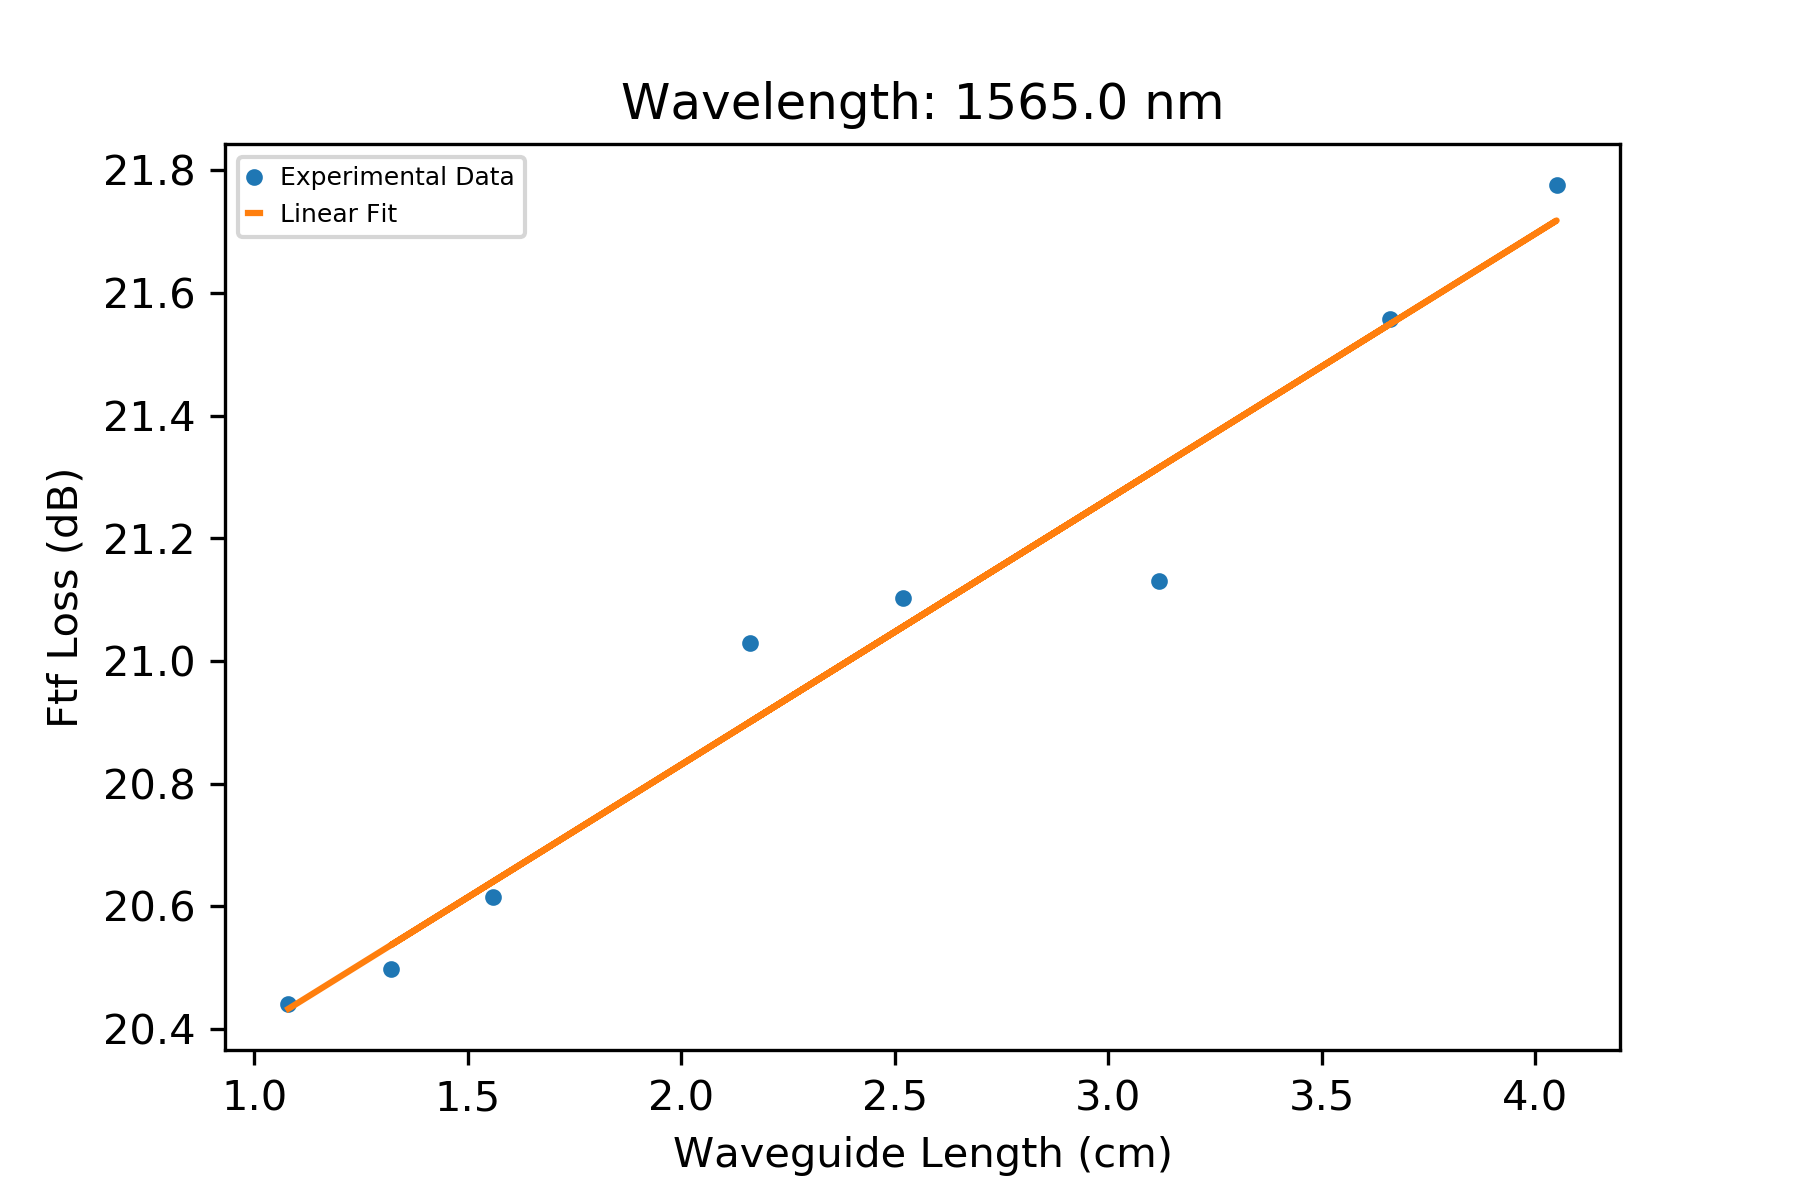 Wavelength: 1565.0 nm
Experimental Data
Linear Fit
21.8
21.6
21.4
21.2
21.0
20.8
20.6
20.4
Ftf Loss (dB)
1.0 1.5 2.0 2.5 3.0 3.5 4.0
Waveguide Length (cm)